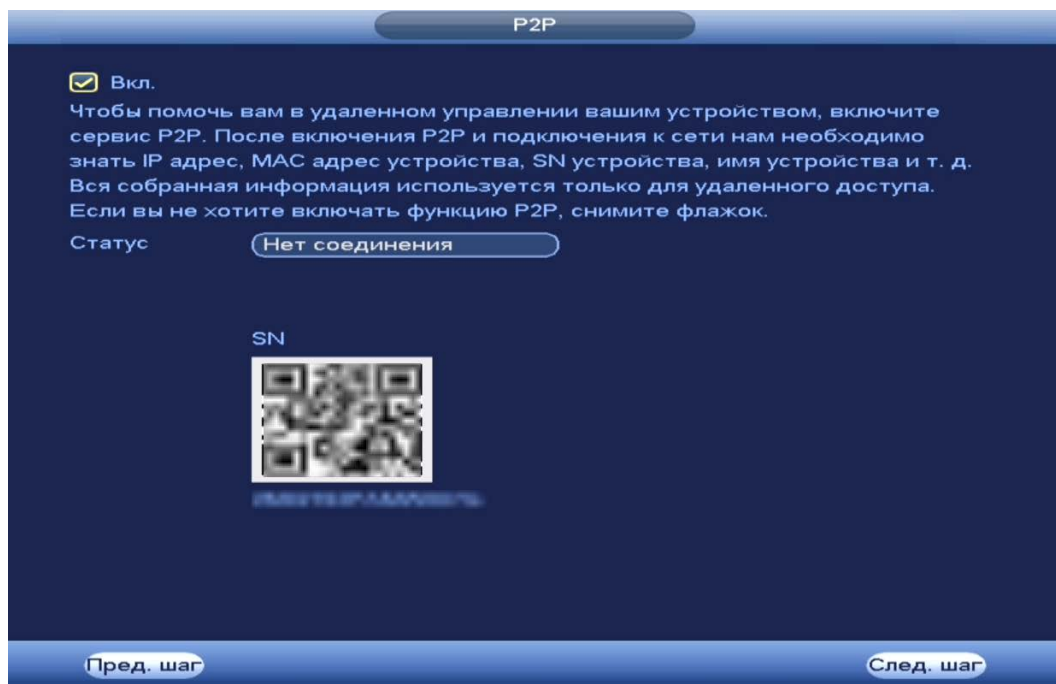 P2P
Вкл.
Чтобы помочь вам в удаленном управлении вашим устройством, включите
сервис P2P. После включения P2P и подключения к сети нам необходимо
знать IP адрес, MAC адрес устройства, SN устройства, имя устройства и т. д.
Вся собранная информация используется только для удаленного доступа.
Если вы не хотите включать функцию P2P, снимите флажок.
Статус Нет соединения
SN
Пред. шаг След. шаг